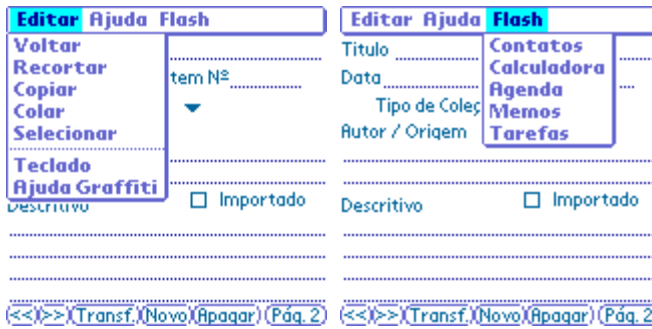 Editar Ajuda Flash
Voltar
Recortar
Copiar
Colar
Selecionar
Teclado
Ajuda Graffiti
tem Nº
Descritivo
Importado
<<
>>
Transf.
Novo
Apagar
Pág. 2
Editar Ajuda Flash
Contatos
Calculadora
Agenda
Memos
Tarefas
Titulo
Data
Tipo de Coleç
Autor / Origem
Descritivo
Importado
<<
>>
Transf.
Novo
Apagar
Pág. 2